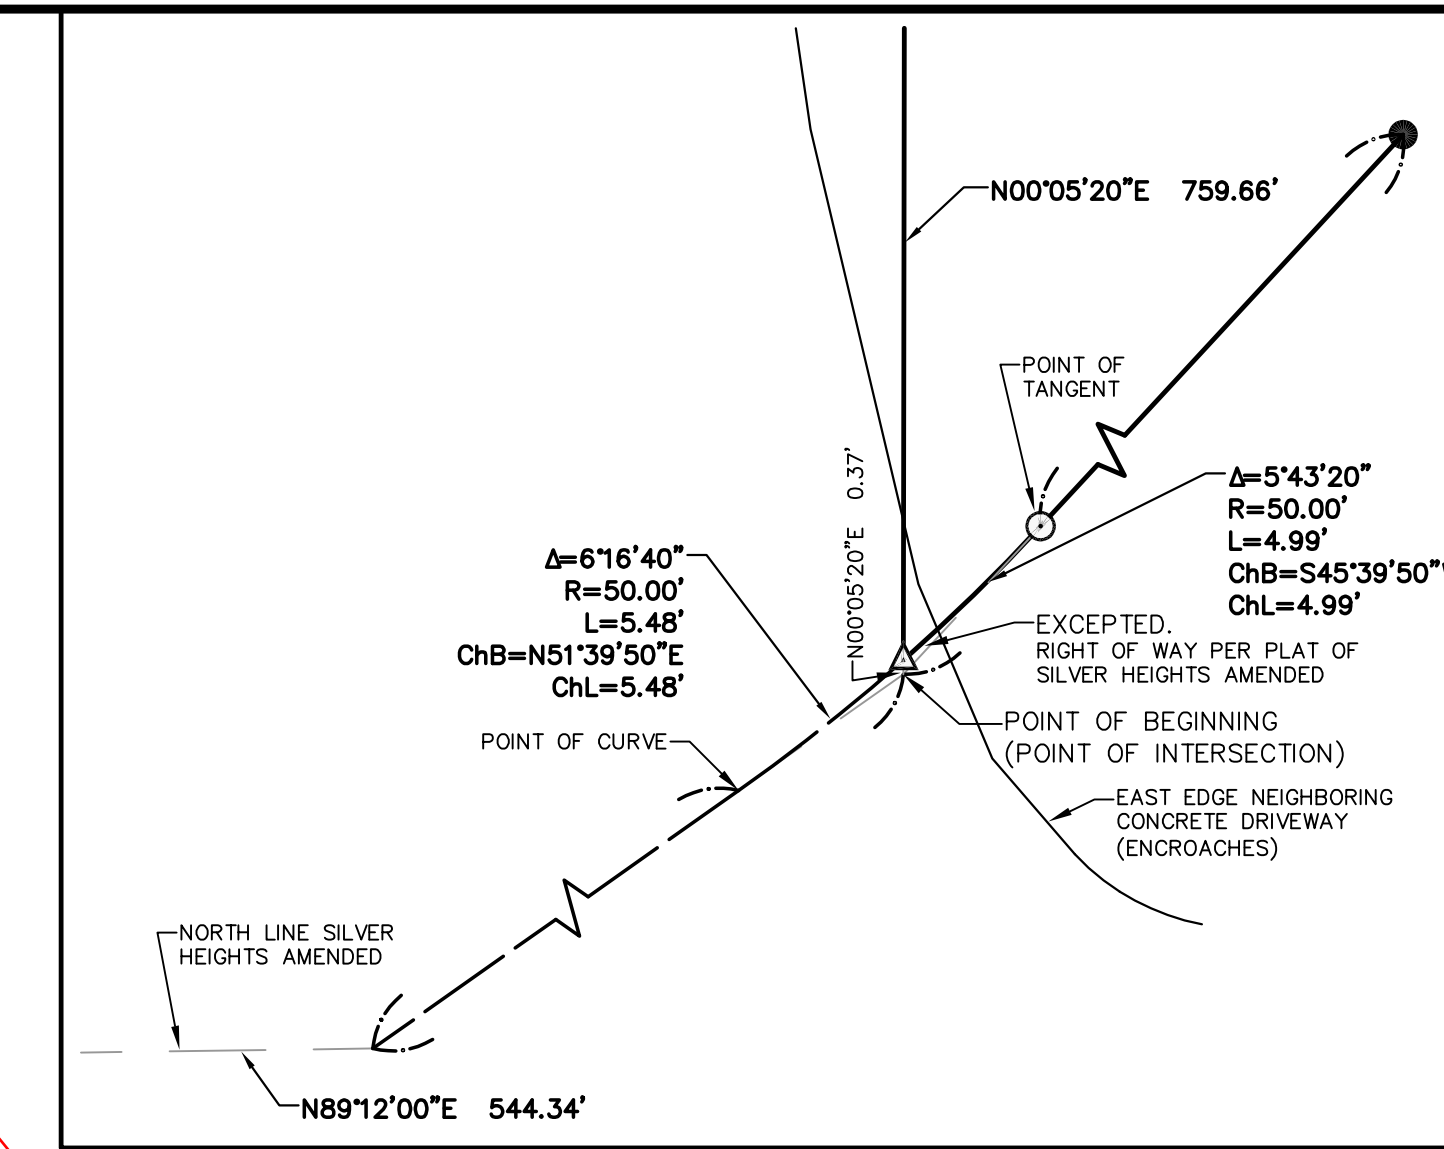 N00°05'20"E 759.66'
POINT OF
TANGENT
N00°05'20"E 0.37'
Δ=5°43'20"
R=50.00'
L=4.99'
ChB=S45°39'50"W
ChL=4.99'
Δ=6°16'40"
R=50.00'
L=5.48'
ChB=N51°39'50"E
ChL=5.48'
EXCEPTED.
RIGHT OF WAY PER PLAT OF
SILVER HEIGHTS AMENDED
POINT OF BEGINNING
(POINT OF INTERSECTION)
POINT OF CURVE
EAST EDGE NEIGHBORING
CONCRETE DRIVEWAY
(ENCROACHES)
NORTH LINE SILVER
HEIGHTS AMENDED
N89°12'00"E 544.34'